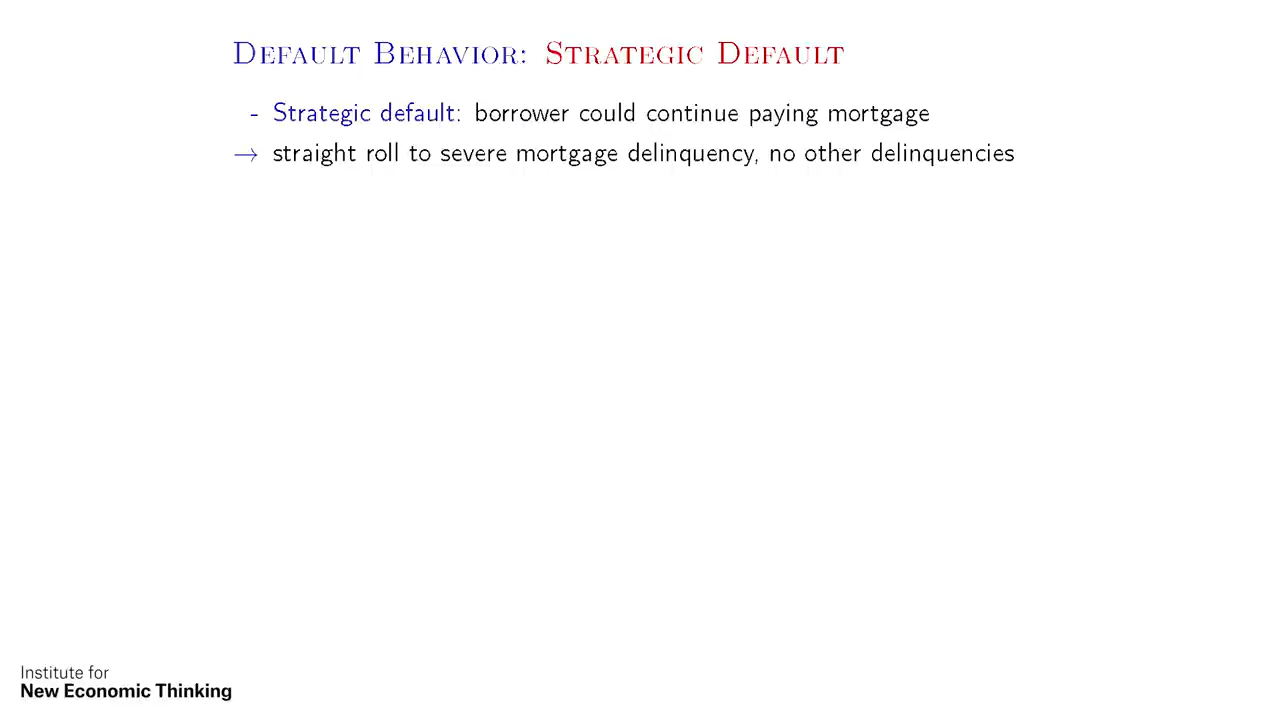 Default Behavior: Strategic Default
- Strategic default: borrower could continue paying mortgage
→ straight roll to severe mortgage delinquency, no other delinquencies
Institute for
New Economic Thinking